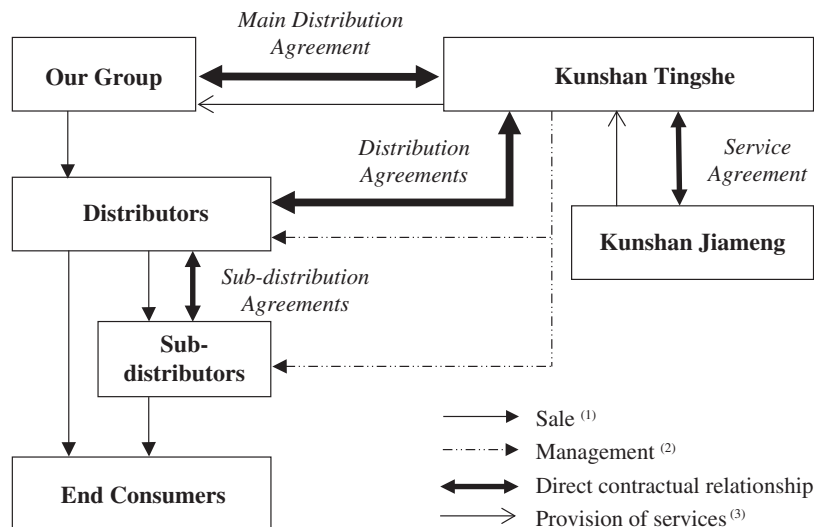 Main Distribution
Agreement
Our Group
Kunshan Tingshe
Distribution
Agreements
Service
Agreement
Distributors
Kunshan Jiameng
Sub-distribution
Agreements
Sub-
distributors
End Consumers
Sale (1)
Management (2)
Direct contractual relationship
Provision of services (3)